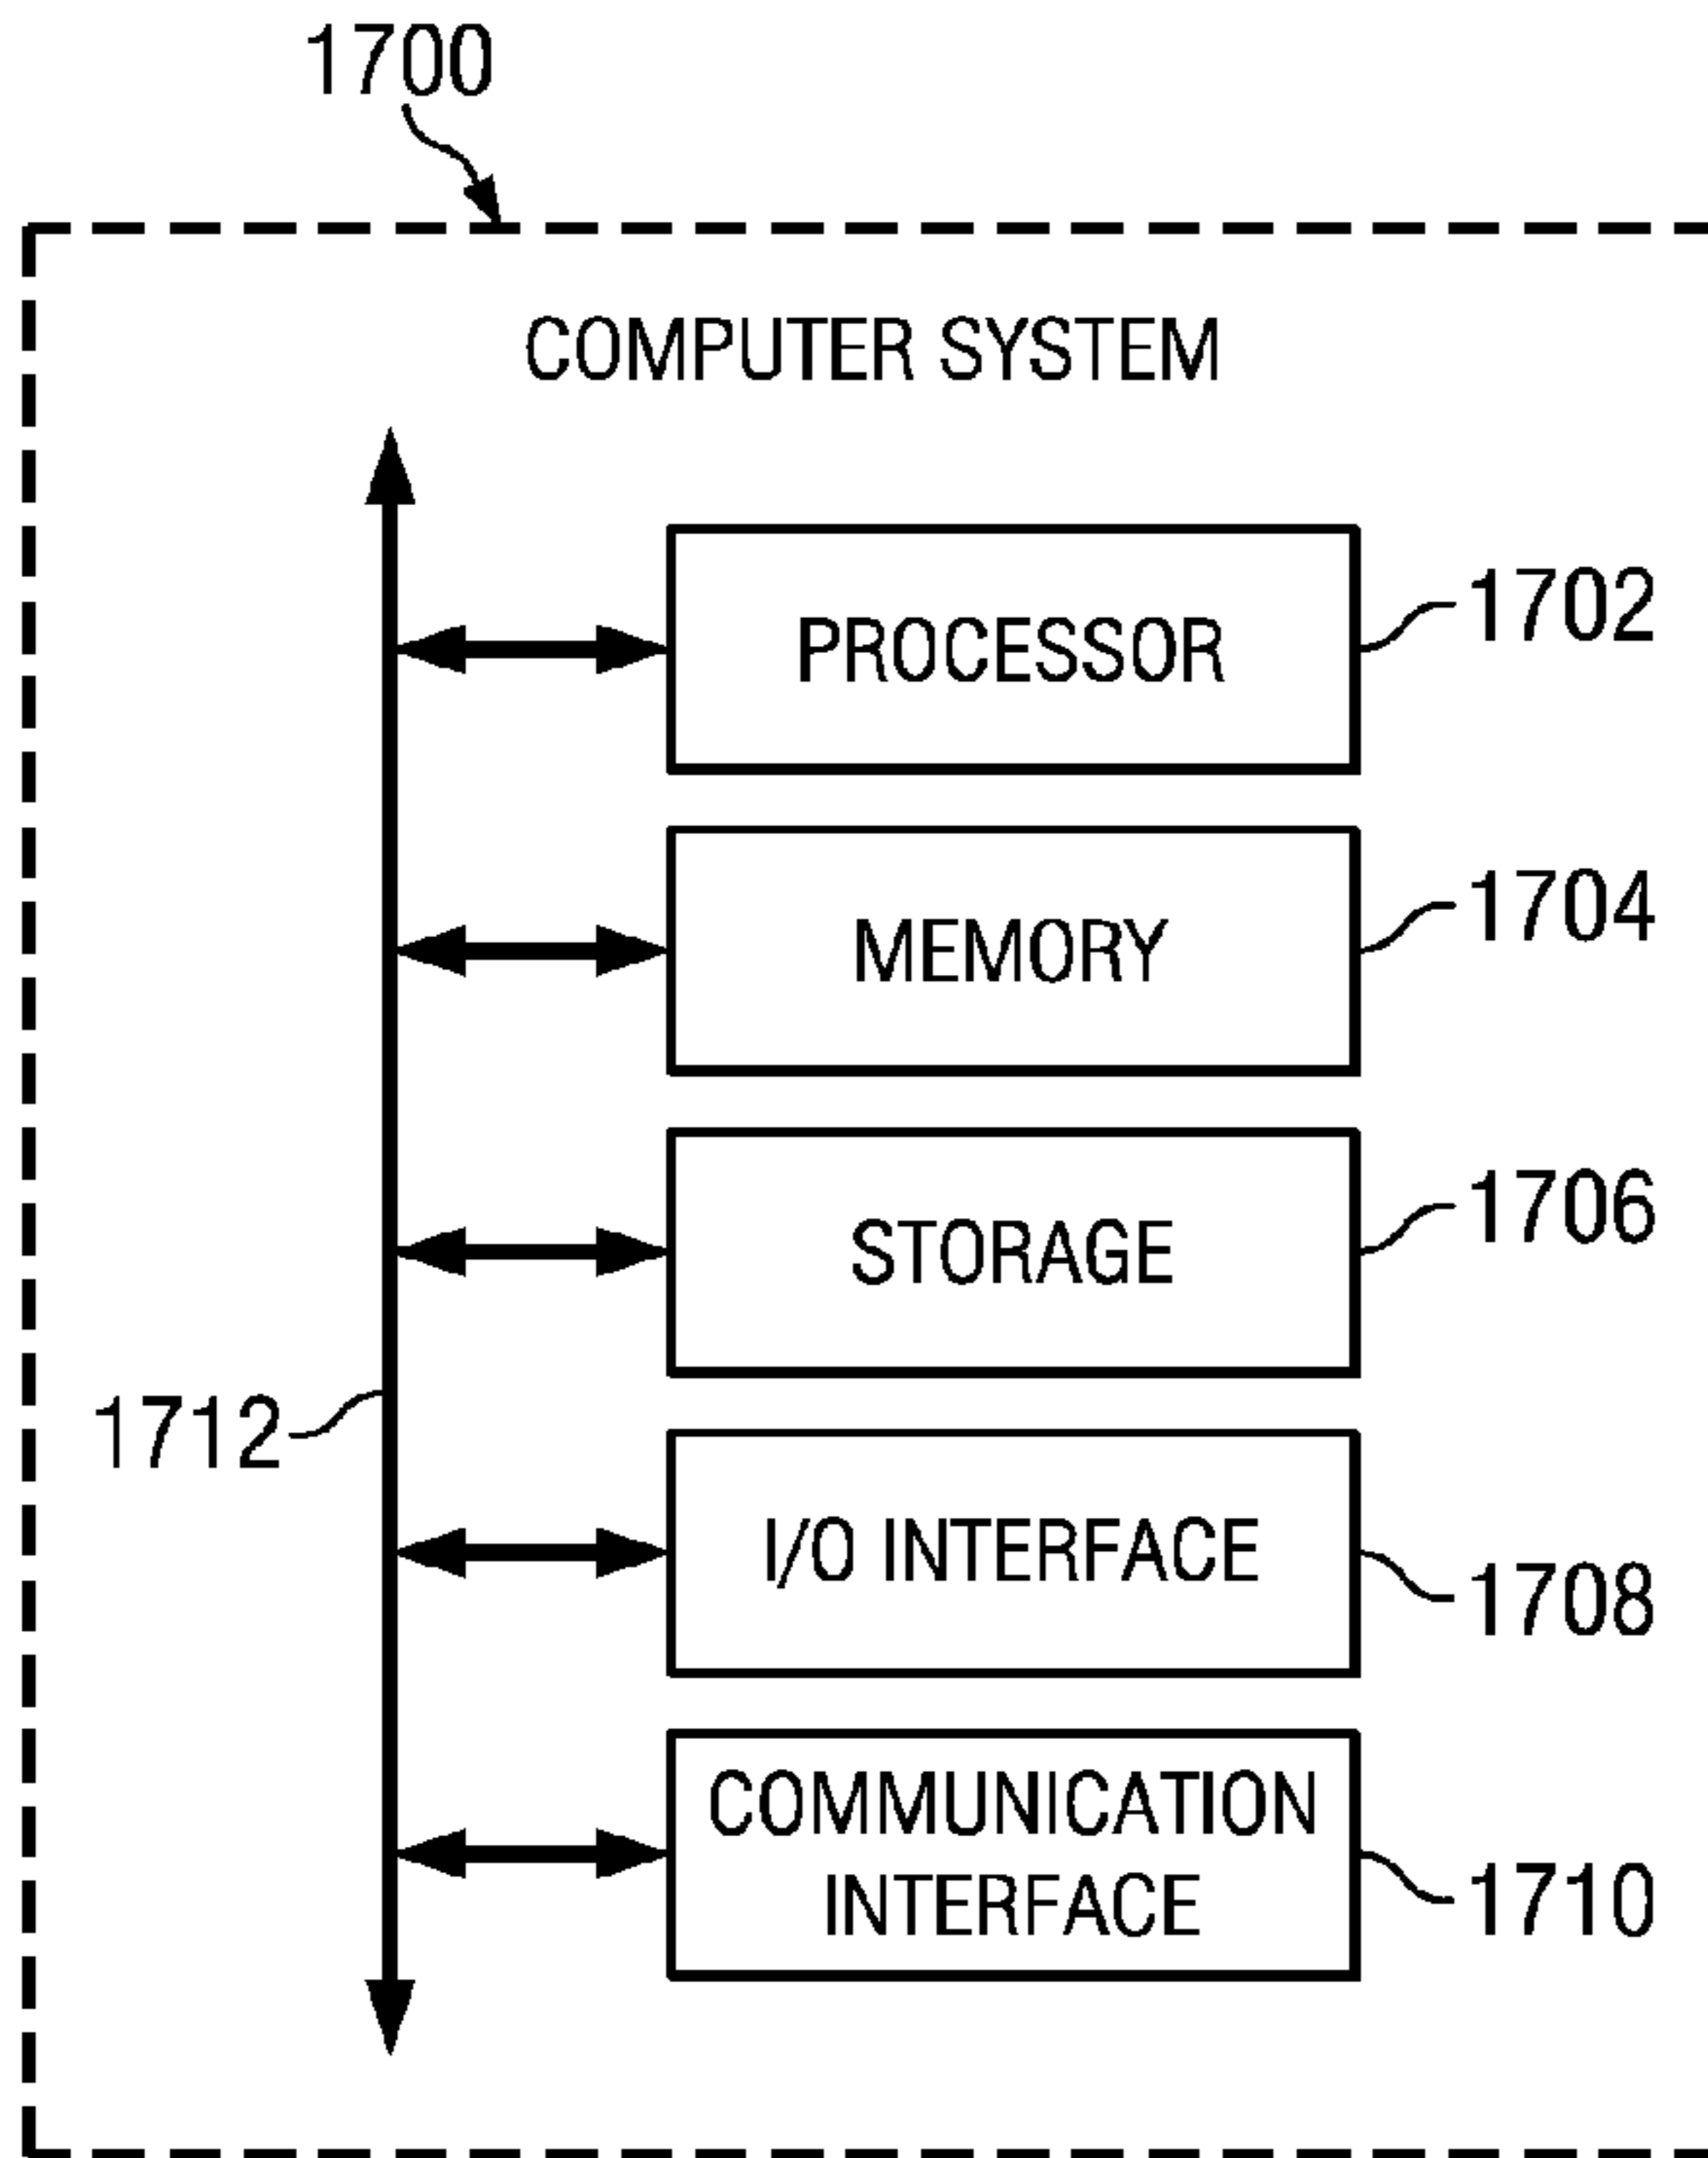 1700
COMPUTER SYSTEM
PROCESSOR
1702
MEMORY
1704
STORAGE
1706
1712
I/O INTERFACE
1708
COMMUNICATION
INTERFACE
1710